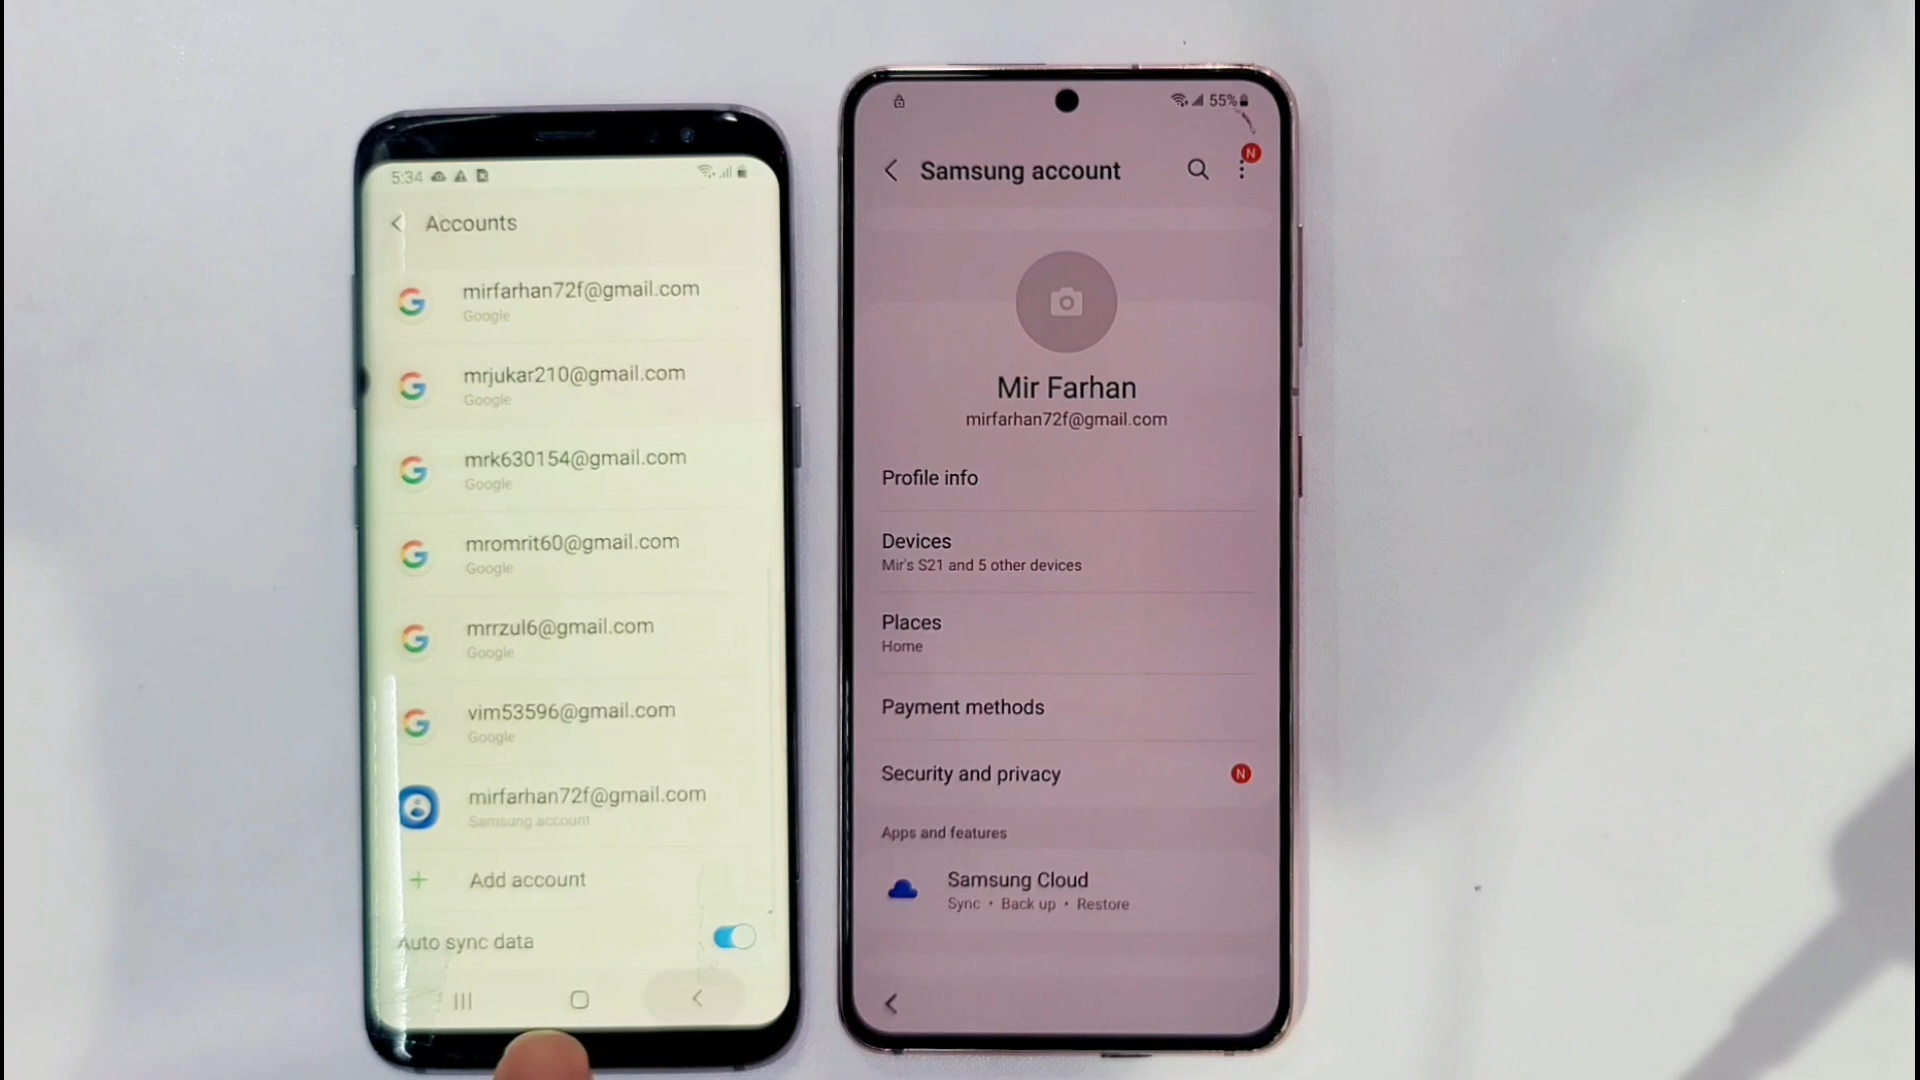 5:34
Accounts
mirfarhan72f@gmail.com
Google
mrjukar210@gmail.com
Google
mrk630154@gmail.com
Google
mromrit60@gmail.com
Google
mrrzul6@gmail.com
Google
vim53596@gmail.com
Google
mirfarhan72f@gmail.com
Samsung account
Add account
Auto sync data
55%
Samsung account
N
Mir Farhan
mirfarhan72f@gmail.com
Profile info
Devices
Mir's S21 and 5 other devices
Places
Home
Payment methods
Security and privacy
N
Apps and features
Samsung Cloud
Sync • Back up • Restore